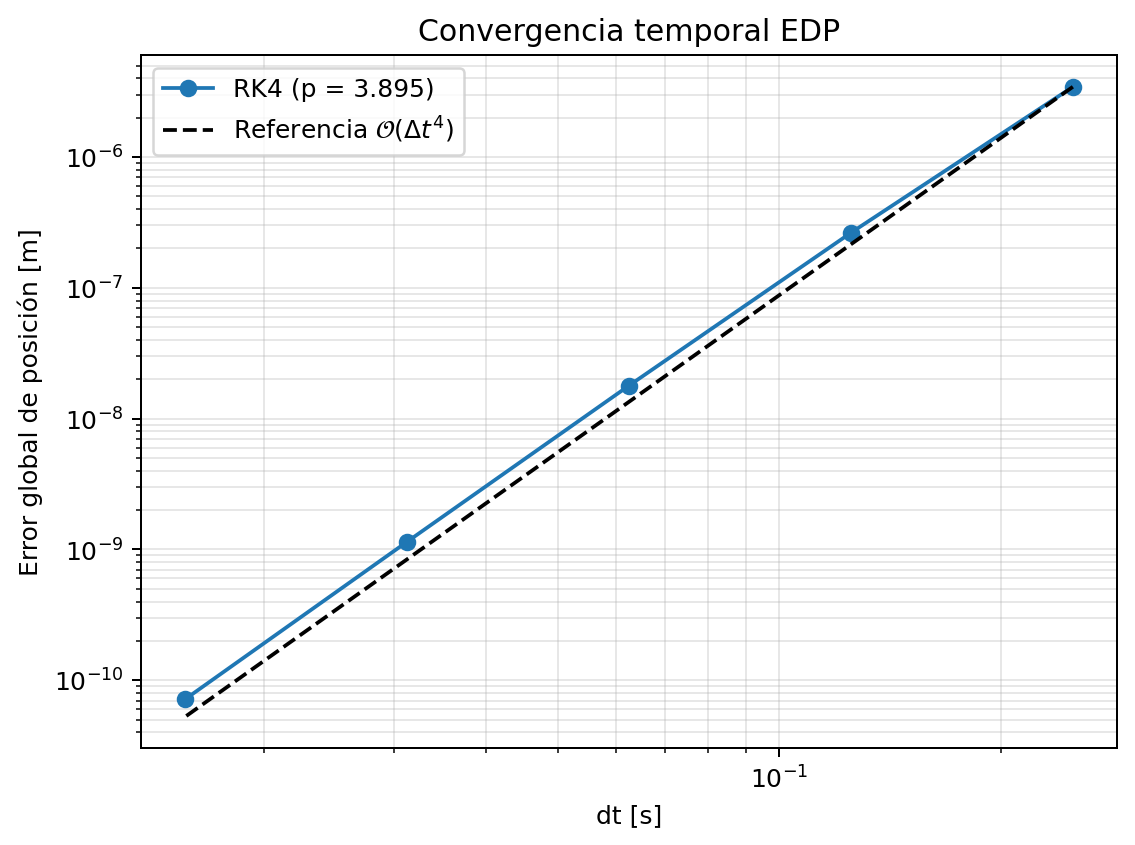 Convergencia temporal EDP
RK4 (p = 3.895)
Referencia 𝒪(Δt⁴)
10⁻⁶
10⁻⁷
10⁻⁸
10⁻⁹
10⁻¹⁰
Error global de posición [m]
10⁻¹
dt [s]